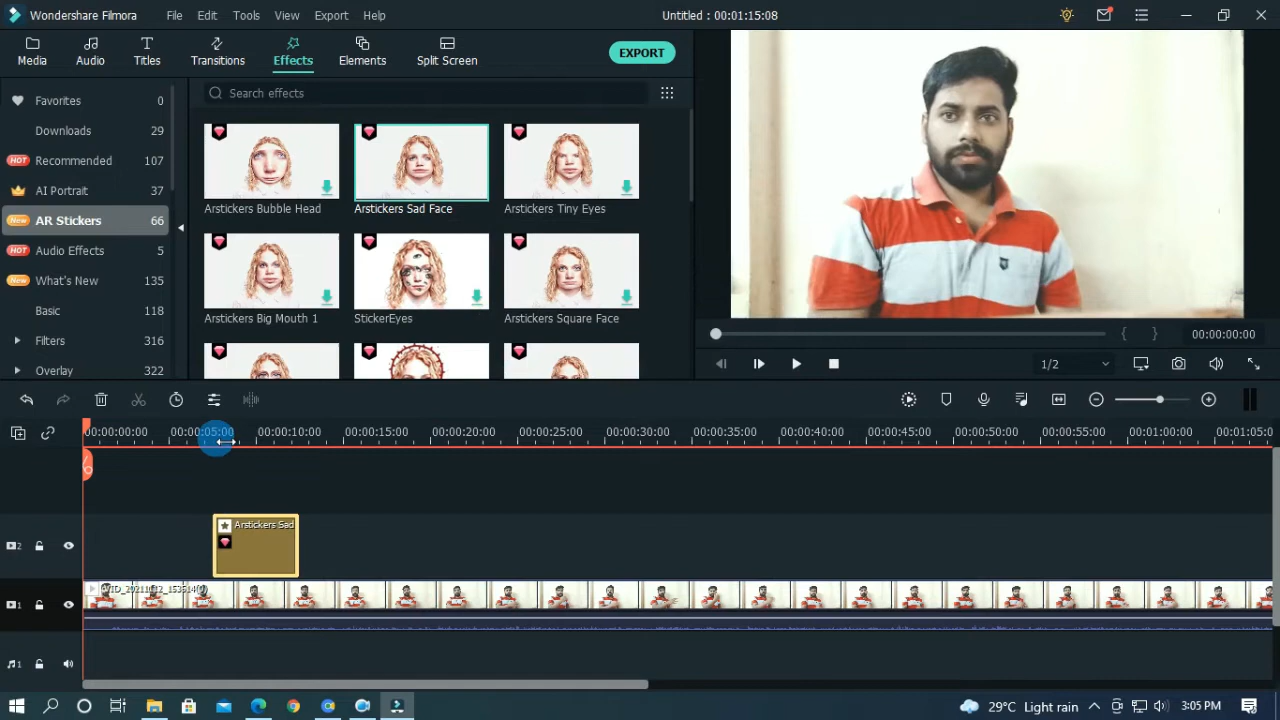 Wondershare Filmora
File Edit Tools View Export Help
Untitled : 00:01:15:08
Media Audio Titles Transitions Effects Elements Split Screen
EXPORT
Favorites 0
Downloads 29
HOT Recommended 107
AI Portrait 37
New AR Stickers 66
HOT Audio Effects 5
New What's New 135
Basic 118
Filters 316
Overlay 322
Search effects
Arstickers Bubble Head
Arstickers Sad Face
Arstickers Tiny Eyes
Arstickers Big Mouth 1
StickerEyes
Arstickers Square Face
00:00:00:00
1/2
00:00:00:00 00:00:05:00 00:00:10:00 00:00:15:00 00:00:20:00 00:00:25:00 00:00:30:00 00:00:35:00 00:00:40:00 00:00:45:00 00:00:50:00 00:00:55:00 00:01:00:00 00:01:05:0
2
Arstickers Sad
1
1
29°C Light rain
3:05 PM